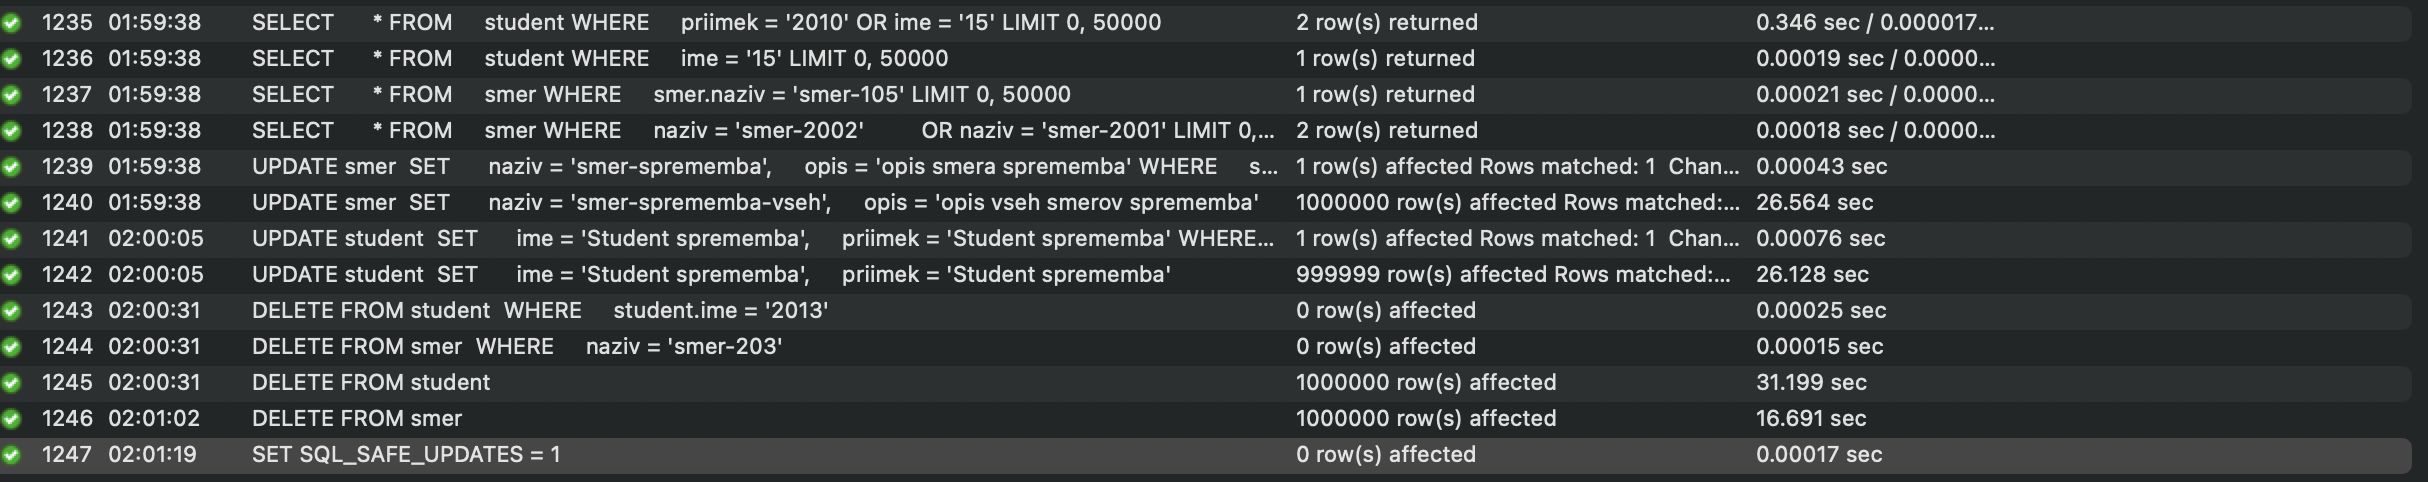 1235 01:59:38 SELECT * FROM student WHERE priimek = '2010' OR ime = '15' LIMIT 0, 50000 2 row(s) returned 0.346 sec / 0.000017...
1236 01:59:38 SELECT * FROM student WHERE ime = '15' LIMIT 0, 50000 1 row(s) returned 0.00019 sec / 0.0000...
1237 01:59:38 SELECT * FROM smer WHERE smer.naziv = 'smer-105' LIMIT 0, 50000 1 row(s) returned 0.00021 sec / 0.0000...
1238 01:59:38 SELECT * FROM smer WHERE naziv = 'smer-2002' OR naziv = 'smer-2001' LIMIT 0,... 2 row(s) returned 0.00018 sec / 0.0000...
1239 01:59:38 UPDATE smer SET naziv = 'smer-sprememba', opis = 'opis smera sprememba' WHERE s... 1 row(s) affected Rows matched: 1 Chan... 0.00043 sec
1240 01:59:38 UPDATE smer SET naziv = 'smer-sprememba-vseh', opis = 'opis vseh smerov sprememba' 1000000 row(s) affected Rows matched:... 26.564 sec
1241 02:00:05 UPDATE student SET ime = 'Student sprememba', priimek = 'Student sprememba' WHERE... 1 row(s) affected Rows matched: 1 Chan... 0.00076 sec
1242 02:00:05 UPDATE student SET ime = 'Student sprememba', priimek = 'Student sprememba' 999999 row(s) affected Rows matched:... 26.128 sec
1243 02:00:31 DELETE FROM student WHERE student.ime = '2013' 0 row(s) affected 0.00025 sec
1244 02:00:31 DELETE FROM smer WHERE naziv = 'smer-203' 0 row(s) affected 0.00015 sec
1245 02:00:31 DELETE FROM student 1000000 row(s) affected 31.199 sec
1246 02:01:02 DELETE FROM smer 1000000 row(s) affected 16.691 sec
1247 02:01:19 SET SQL_SAFE_UPDATES = 1 0 row(s) affected 0.00017 sec